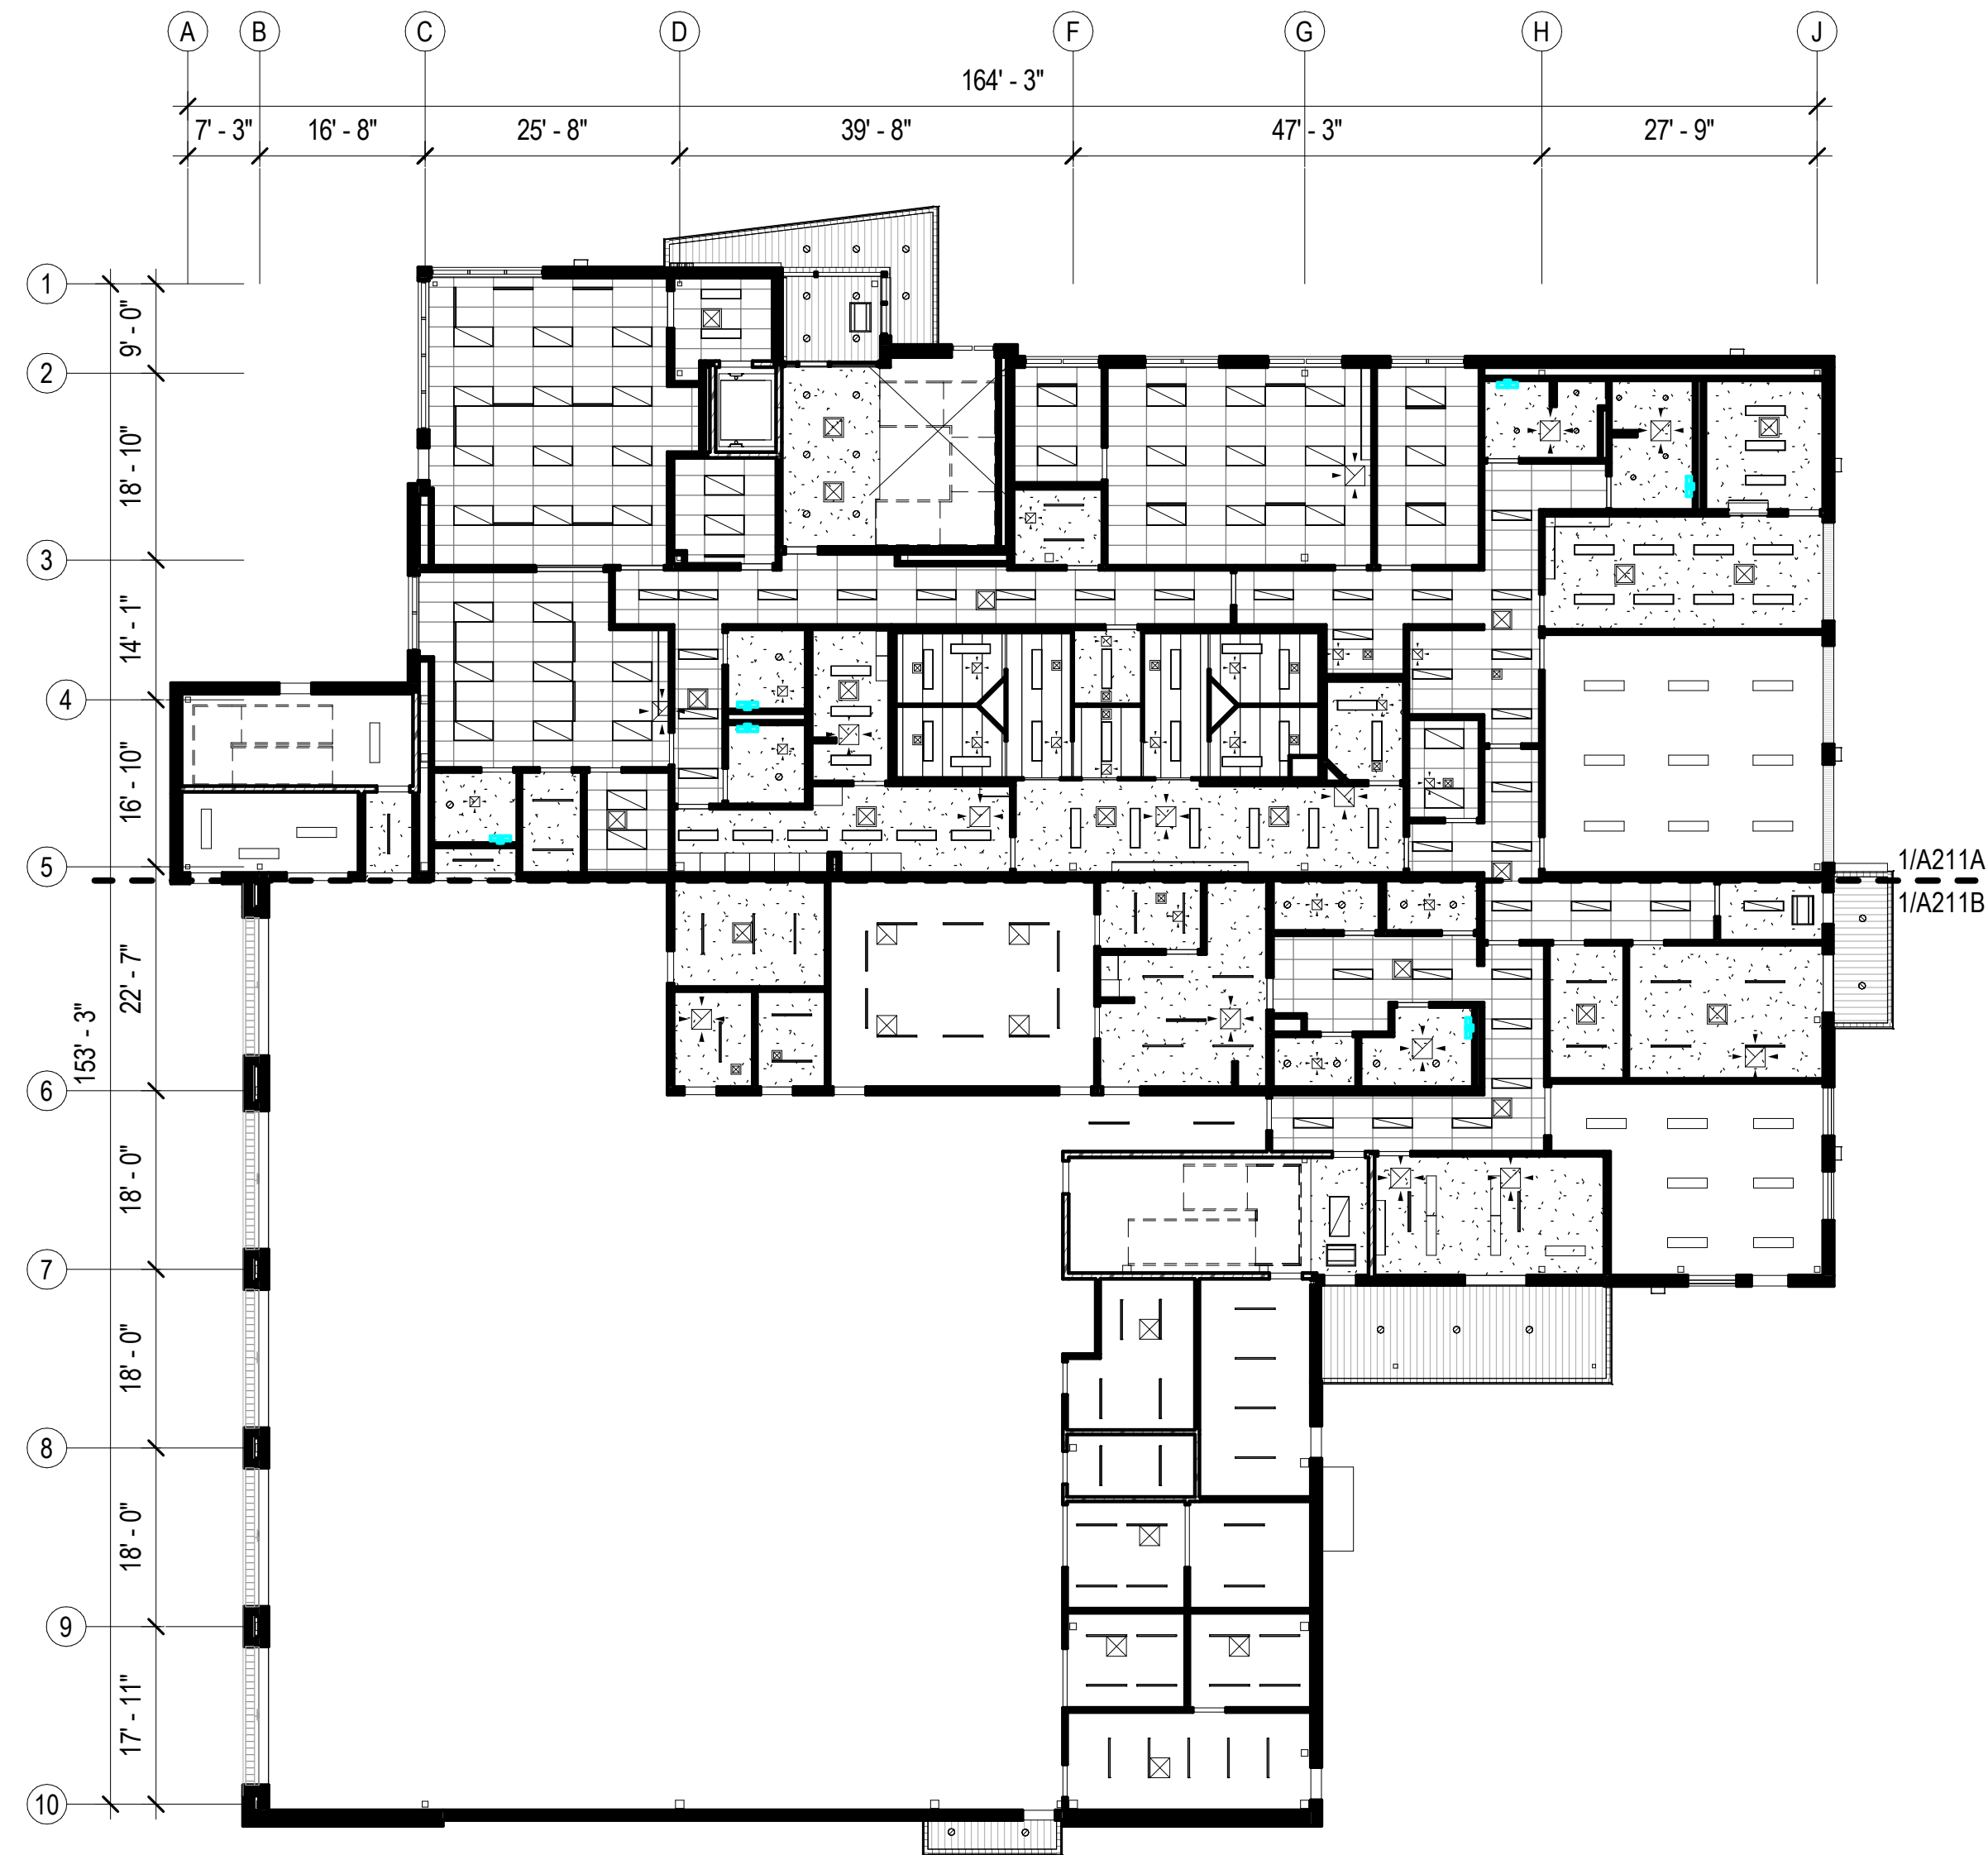 A B C D F G H J
164' - 3"
7' - 3" 16' - 8" 25' - 8" 39' - 8" 47' - 3" 27' - 9"
1
9' - 0"
2
18' - 10"
3
14' - 1"
4
16' - 10"
5
1/A211A
1/A211B
22' - 7"
153' - 3"
6
18' - 0"
7
18' - 0"
8
18' - 0"
9
17' - 11"
10